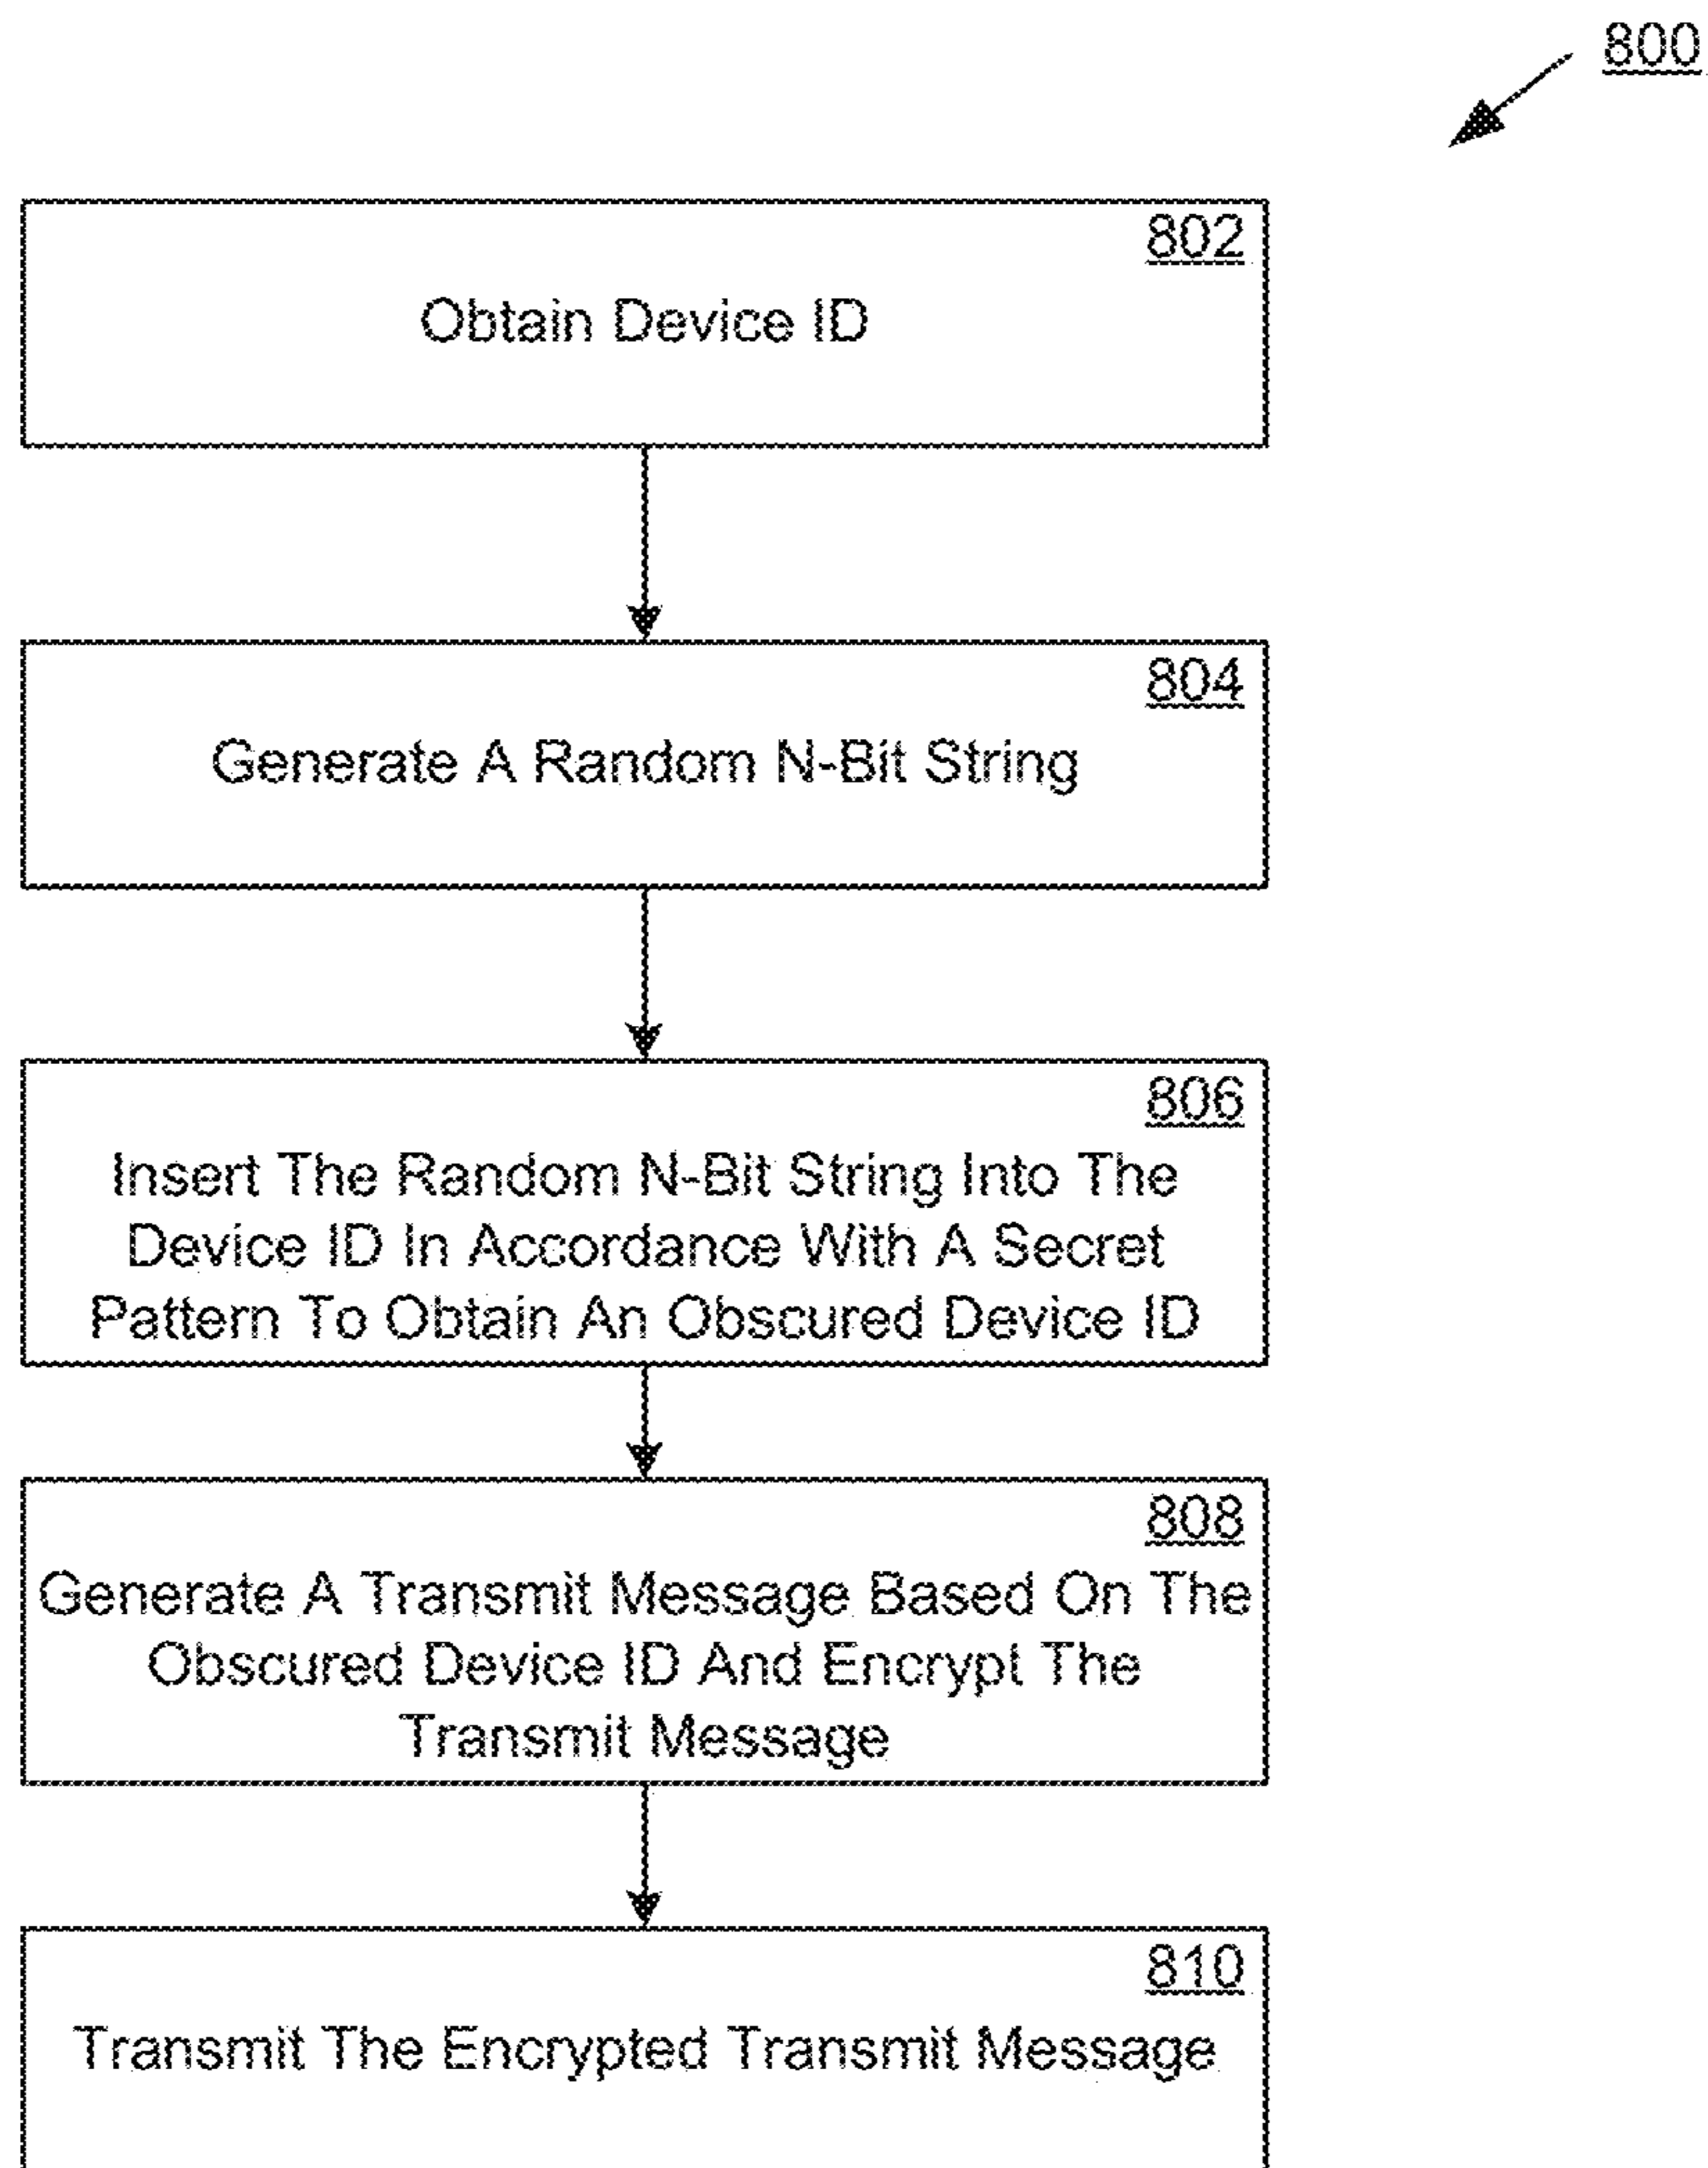 800
802
Obtain Device ID
804
Generate A Random N-Bit String
806
Insert The Random N-Bit String Into The
Device ID In Accordance With A Secret
Pattern To Obtain An Obscured Device ID
808
Generate A Transmit Message Based On The
Obscured Device ID And Encrypt The
Transmit Message
810
Transmit The Encrypted Transmit Message